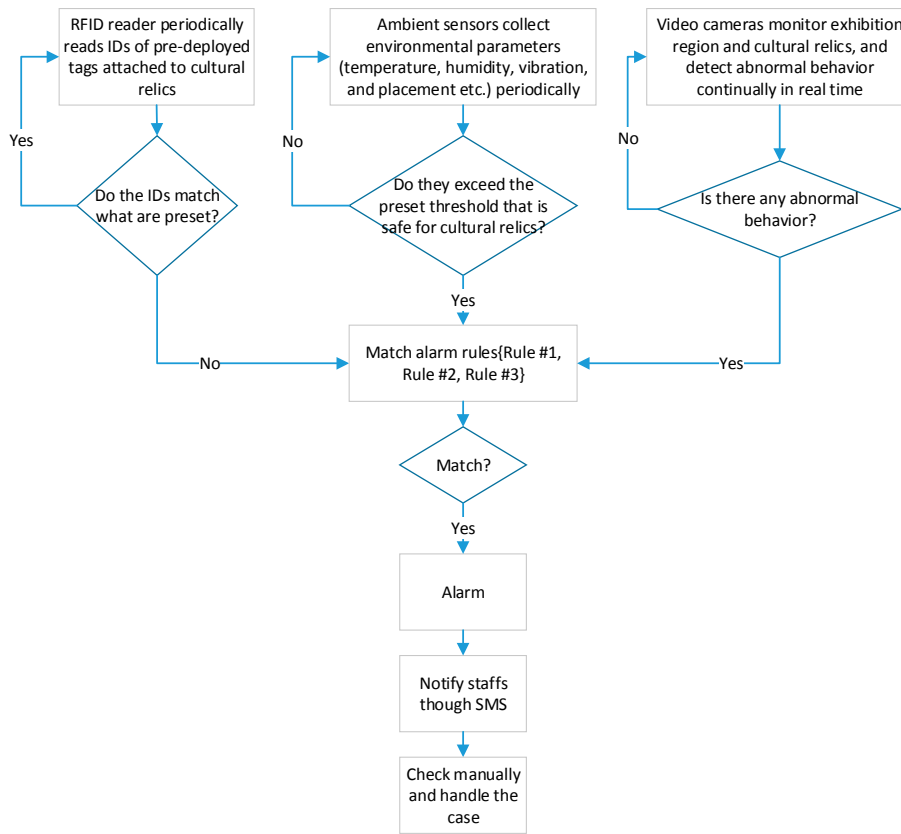 RFID reader periodically
reads IDs of pre-deployed
tags attached to cultural
relics
Yes
Do the IDs match
what are preset?
No
Ambient sensors collect
environmental parameters
(temperature, humidity, vibration,
and placement etc.) periodically
No
Do they exceed the
preset threshold that is
safe for cultural relics?
Yes
Video cameras monitor exhibition
region and cultural relics, and
detect abnormal behavior
continually in real time
No
Is there any abnormal
behavior?
Yes
Match alarm rules{Rule #1,
Rule #2, Rule #3}
Match?
Yes
Alarm
Notify staffs
though SMS
Check manually
and handle the
case